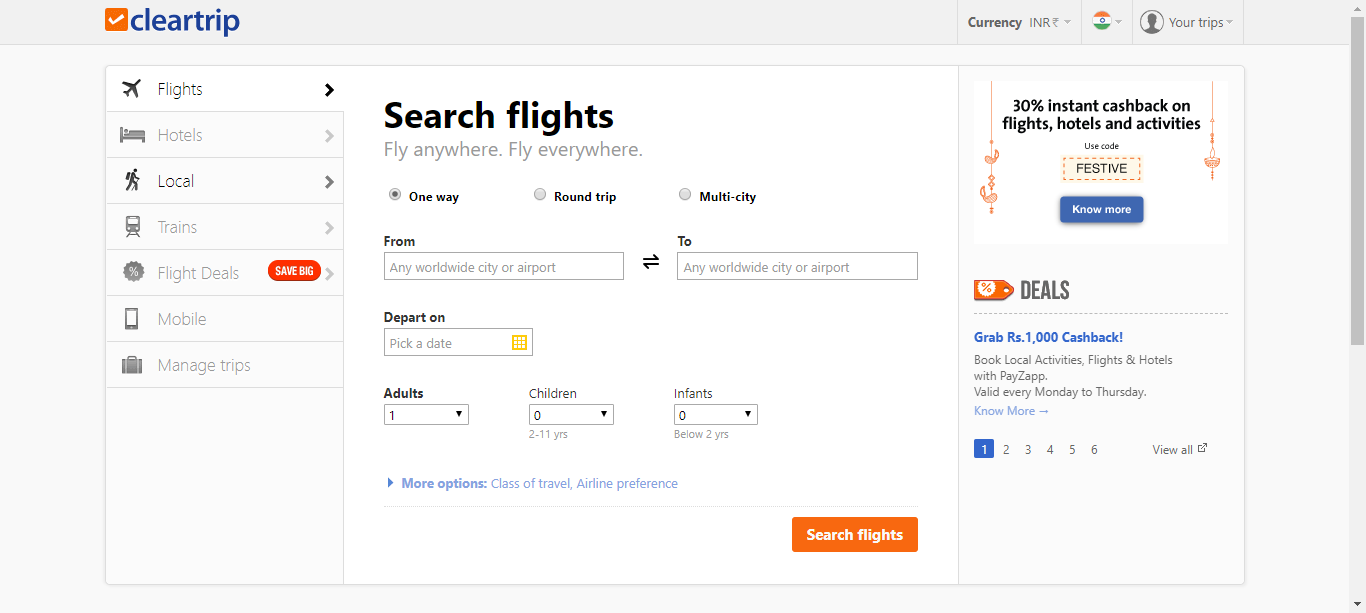 cleartrip
Currency INR ₹
Your trips
Flights
Hotels
Local
Trains
Flight Deals SAVE BIG
Mobile
Manage trips
Search flights
Fly anywhere. Fly everywhere.
One way Round trip Multi-city
From To
Any worldwide city or airport Any worldwide city or airport
Depart on
Pick a date
Adults Children Infants
1 0 0
2-11 yrs Below 2 yrs
More options: Class of travel, Airline preference
Search flights
30% instant cashback on
flights, hotels and activities
Use code
FESTIVE
Know more
% DEALS
Grab Rs.1,000 Cashback!
Book Local Activities, Flights & Hotels
with PayZapp.
Valid every Monday to Thursday.
Know More →
1 2 3 4 5 6 View all